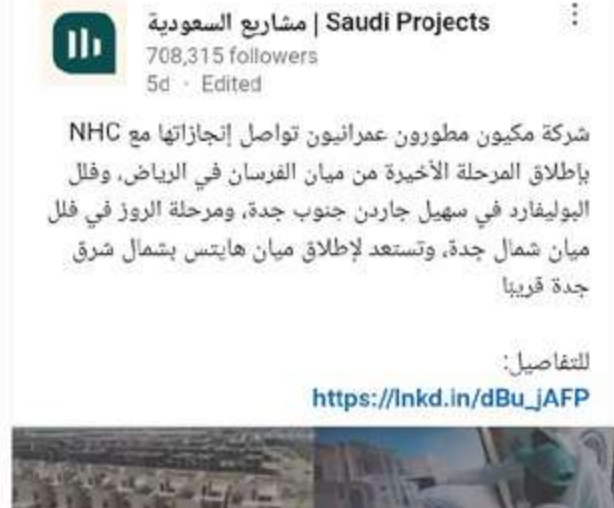 Saudi Projects | مشاريع السعودية
708,315 followers
5d · Edited
شركة مكيون مطورون عمرانيون تواصل إنجازاتها مع NHC
بإطلاق المرحلة الأخيرة من ميان الفرسان في الرياض، وفلل
البوليفارد في سهيل جاردن جنوب جدة، ومرحلة الروز في فلل
ميان شمال جدة، وتستعد لإطلاق ميان هايتس بشمال شرق
جدة قريبًا
للتفاصيل:
https://lnkd.in/dBu_jAFP